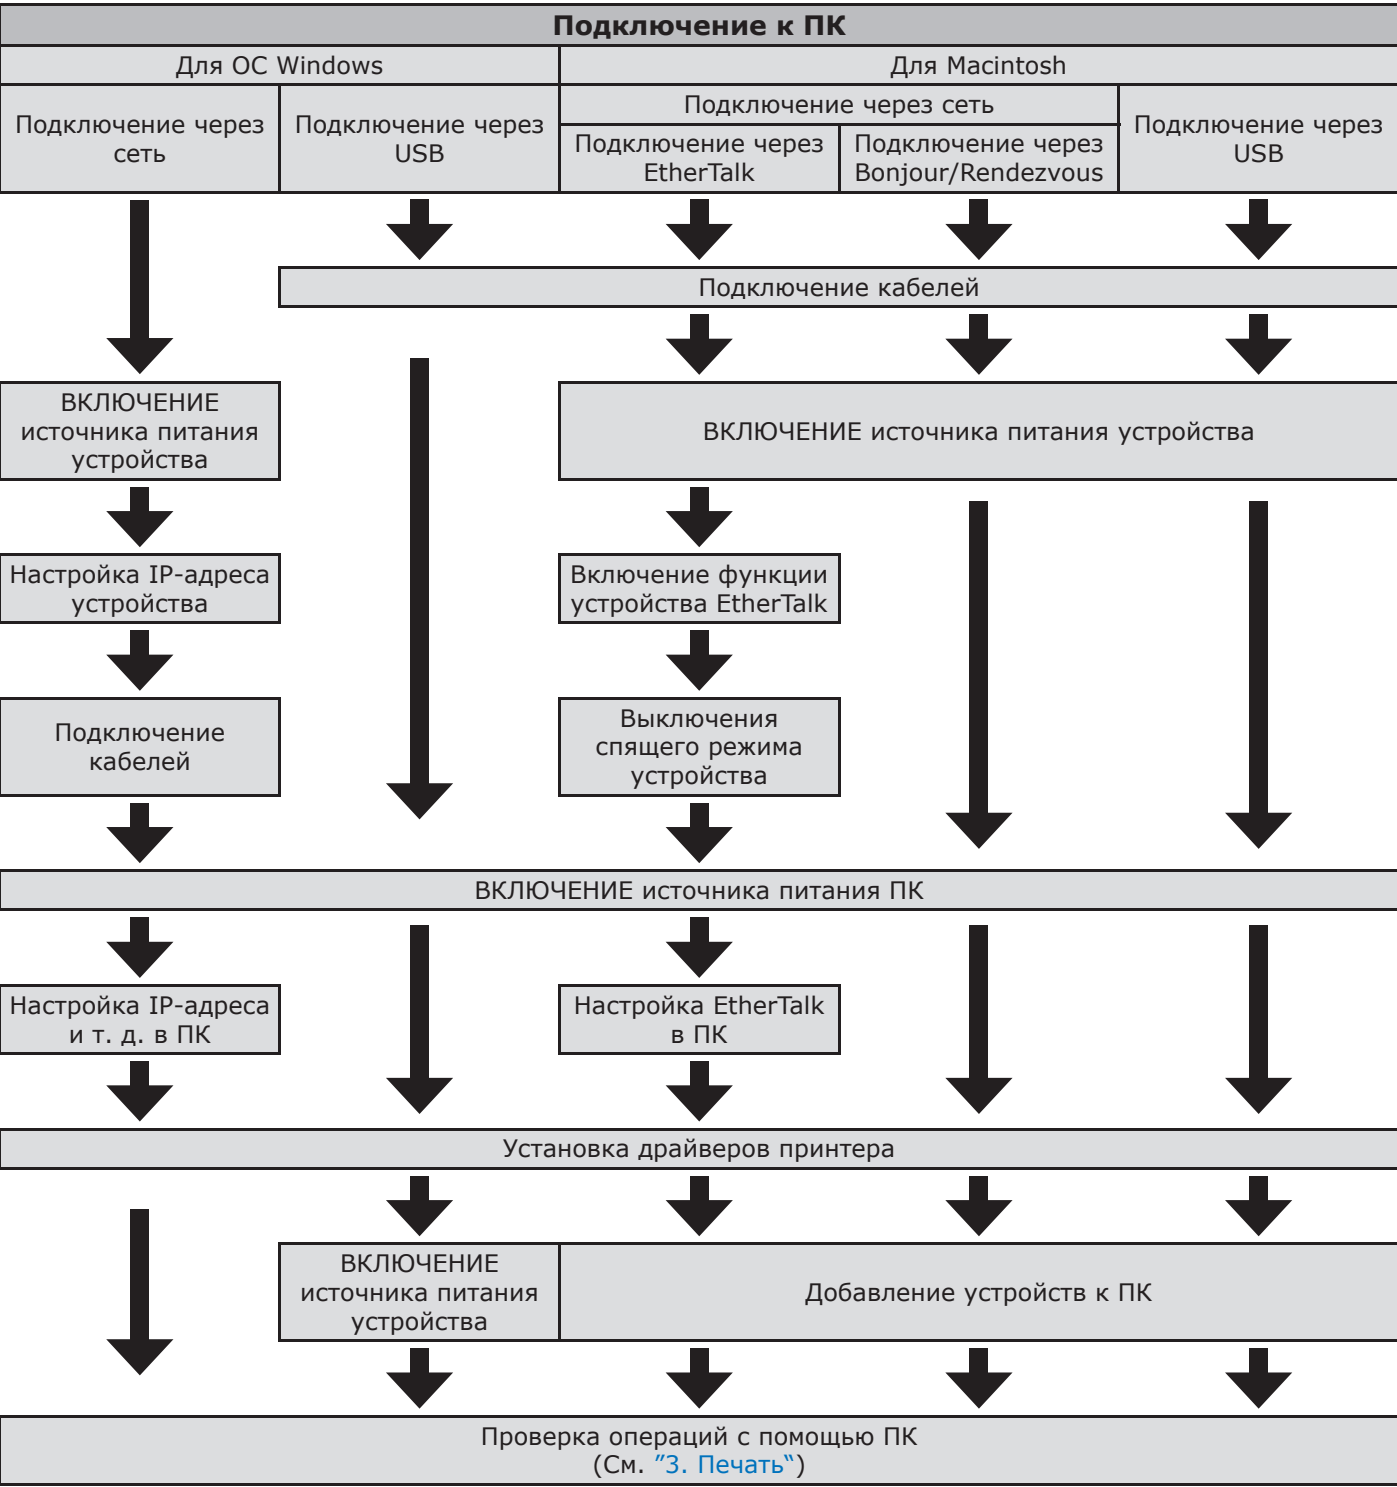 Подключение к ПК
Для ОС Windows
Для Macintosh
Подключение через
сеть
Подключение через
USB
Подключение через сеть
Подключение через
EtherTalk
Подключение через
Bonjour/Rendezvous
Подключение через
USB
Подключение кабелей
ВКЛЮЧЕНИЕ
источника питания
устройства
ВКЛЮЧЕНИЕ источника питания устройства
Настройка IP-адреса
устройства
Включение функции
устройства EtherTalk
Подключение
кабелей
Выключения
спящего режима
устройства
ВКЛЮЧЕНИЕ источника питания ПК
Настройка IP-адреса
и т. д. в ПК
Настройка EtherTalk
в ПК
Установка драйверов принтера
ВКЛЮЧЕНИЕ
источника питания
устройства
Добавление устройств к ПК
Проверка операций с помощью ПК
(См. "3. Печать‟)